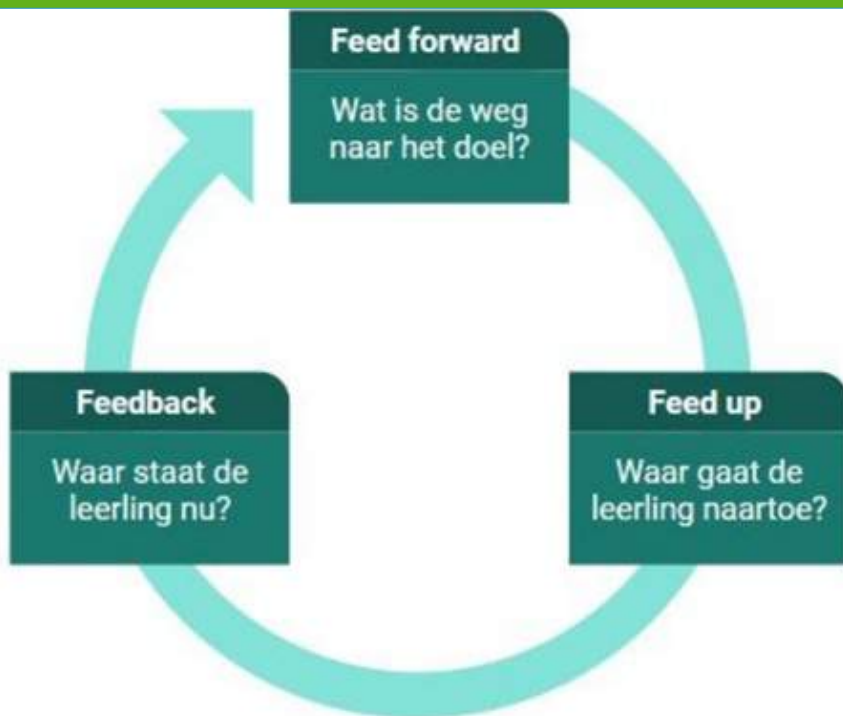 Feed forward
Wat is de weg
naar het doel?
Feedback
Waar staat de
leerling nu?
Feed up
Waar gaat de
leerling naartoe?